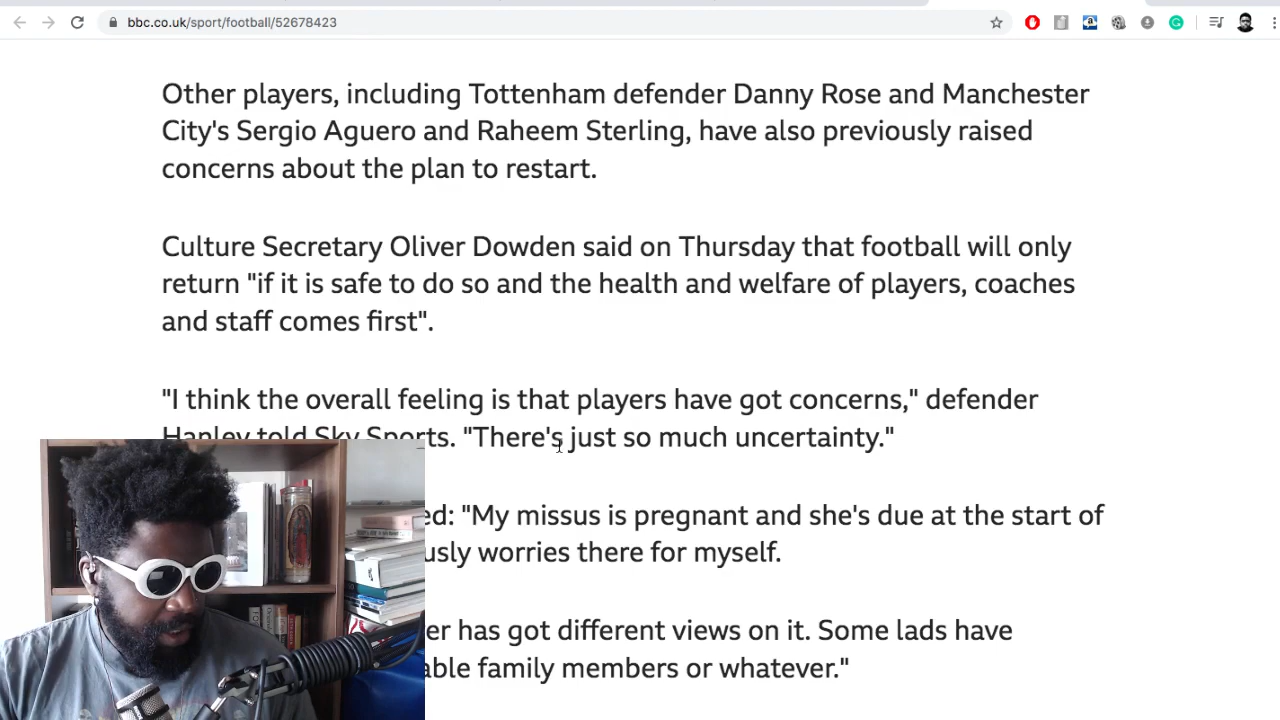 bbc.co.uk/sport/football/52678423
Other players, including Tottenham defender Danny Rose and Manchester
City's Sergio Aguero and Raheem Sterling, have also previously raised
concerns about the plan to restart.
Culture Secretary Oliver Dowden said on Thursday that football will only
return "if it is safe to do so and the health and welfare of players, coaches
and staff comes first".
"I think the overall feeling is that players have got concerns," defender
Hanley told Sky Sports. "There's just so much uncertainty."
ed: "My missus is pregnant and she's due at the start of
usly worries there for myself.
er has got different views on it. Some lads have
able family members or whatever."